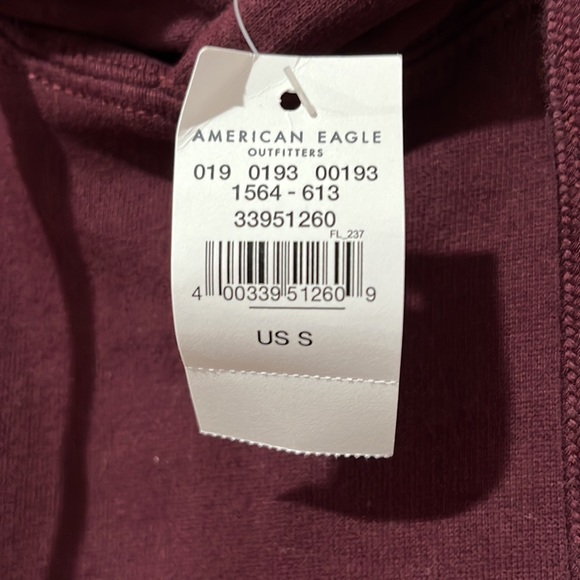 AMERICAN EAGLE
OUTFITTERS
019 0193 00193
1564 - 613
33951260
FL_237
4 00339 51260 9
US S